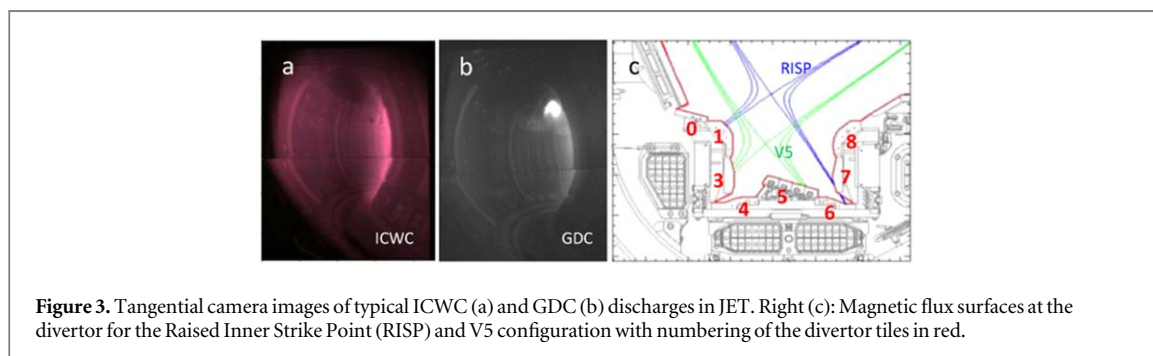 a
ICWC
b
GDC
c
RISP
V5
0
1
3
4
5
6
7
8
Figure 3. Tangential camera images of typical ICWC (a) and GDC (b) discharges in JET. Right (c): Magnetic flux surfaces at the
divertor for the Raised Inner Strike Point (RISP) and V5 configuration with numbering of the divertor tiles in red.